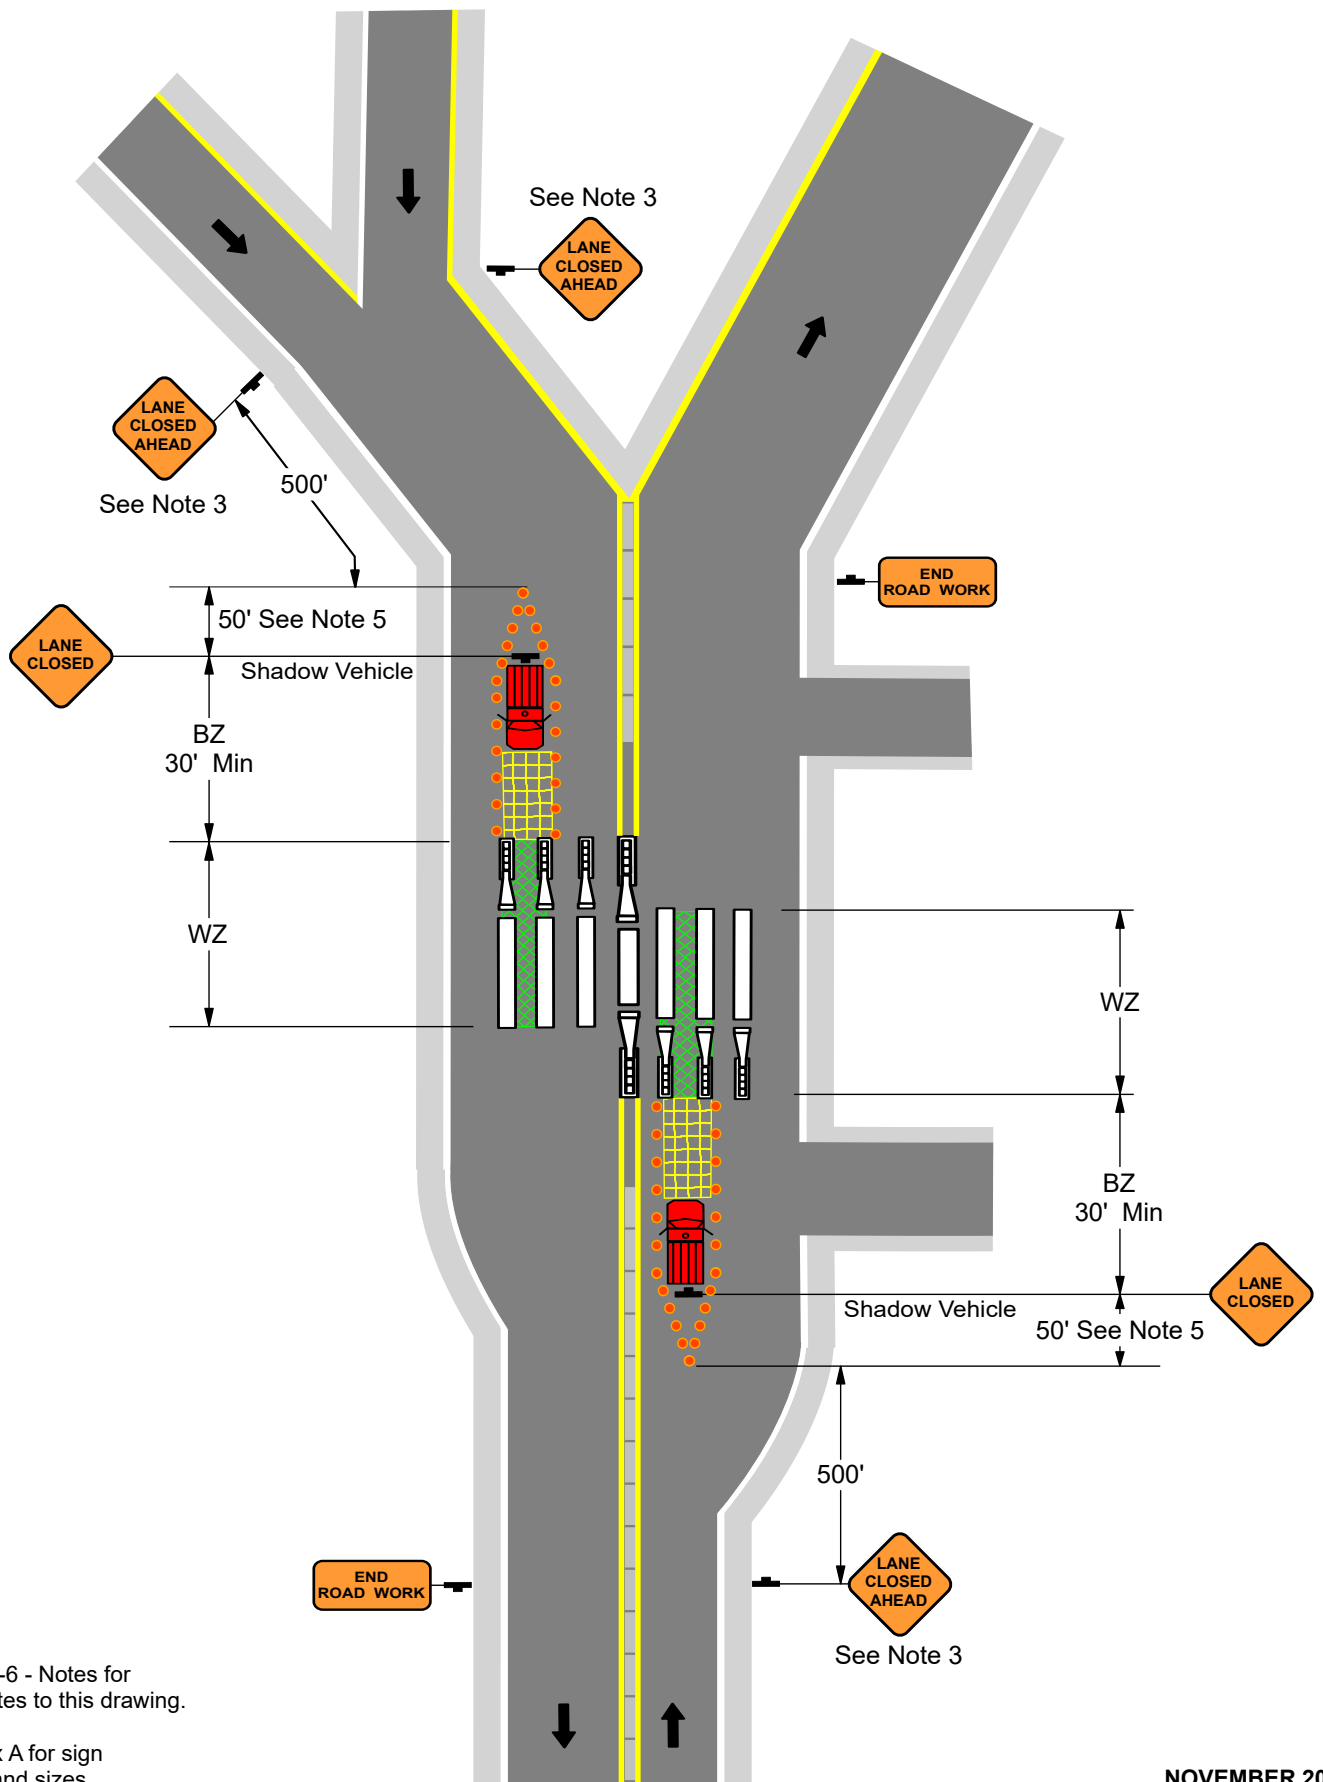 See Note 3
LANE
CLOSED
AHEAD
LANE
CLOSED
AHEAD
See Note 3
500'
END
ROAD WORK
50' See Note 5
LANE
CLOSED
Shadow Vehicle
BZ
30' Min
WZ
WZ
BZ
30' Min
LANE
CLOSED
Shadow Vehicle
50' See Note 5
500'
END
ROAD WORK
LANE
CLOSED
AHEAD
See Note 3
-6 - Notes for
to this drawing.
A for sign
and sizes
NOVEMBER